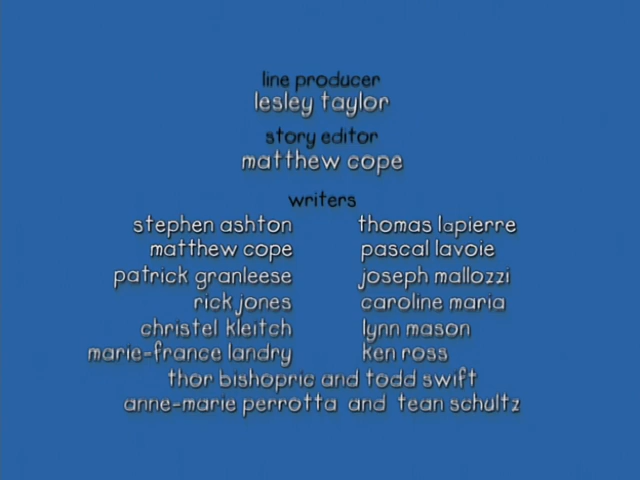 line producer
lesley taylor
story editor
matthew cope
writers
stephen ashton thomas lapierre
matthew cope pascal lavoie
patrick granleese joseph mallozzi
rick jones caroline maria
christel kleitch lynn mason
marie-france landry ken ross
thor bishopric and todd swift
anne-marie perrotta and tean schultz